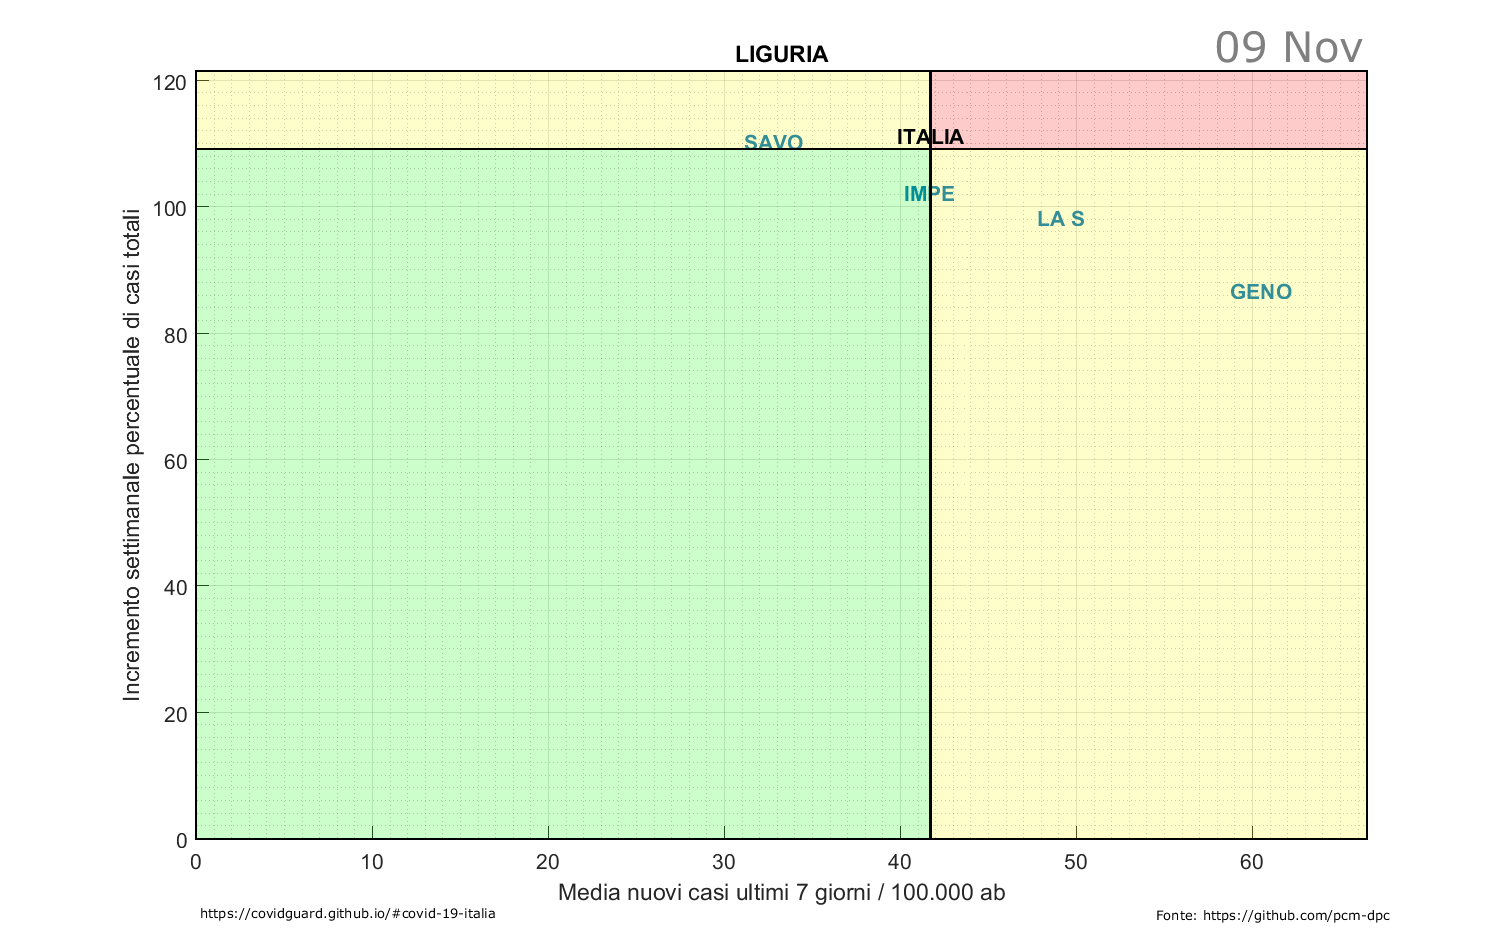 09 Nov
LIGURIA
120
100
80
60
40
20
0
Incremento settimanale percentuale di casi totali
SAVO
ITALIA
IMPE
LA S
GENO
0 10 20 30 40 50 60
Media nuovi casi ultimi 7 giorni / 100.000 ab
https://covidguard.github.io/#covid-19-italia
Fonte: https://github.com/pcm-dpc